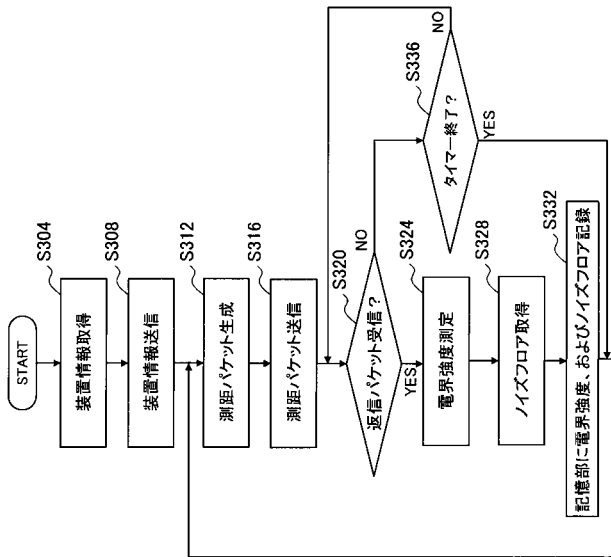 START
S304
装置情報取得
S308
装置情報送信
S312
測距パケット生成
S316
測距パケット送信
S320
返信パケット受信?
NO
YES
S336
タイマー終了?
NO
YES
S324
電界強度測定
S328
ノイズフロア取得
S332
記憶部に電界強度、およびノイズフロア記録